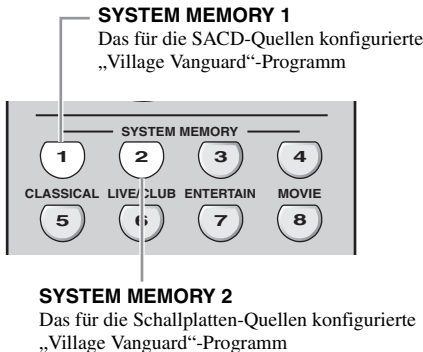 SYSTEM MEMORY 1
Das für die SACD-Quellen konfigurierte
„Village Vanguard“-Programm
SYSTEM MEMORY
1 2 3 4
CLASSICAL LIVE/CLUB ENTERTAIN MOVIE
5 6 7 8
SYSTEM MEMORY 2
Das für die Schallplatten-Quellen konfigurierte
„Village Vanguard“-Programm